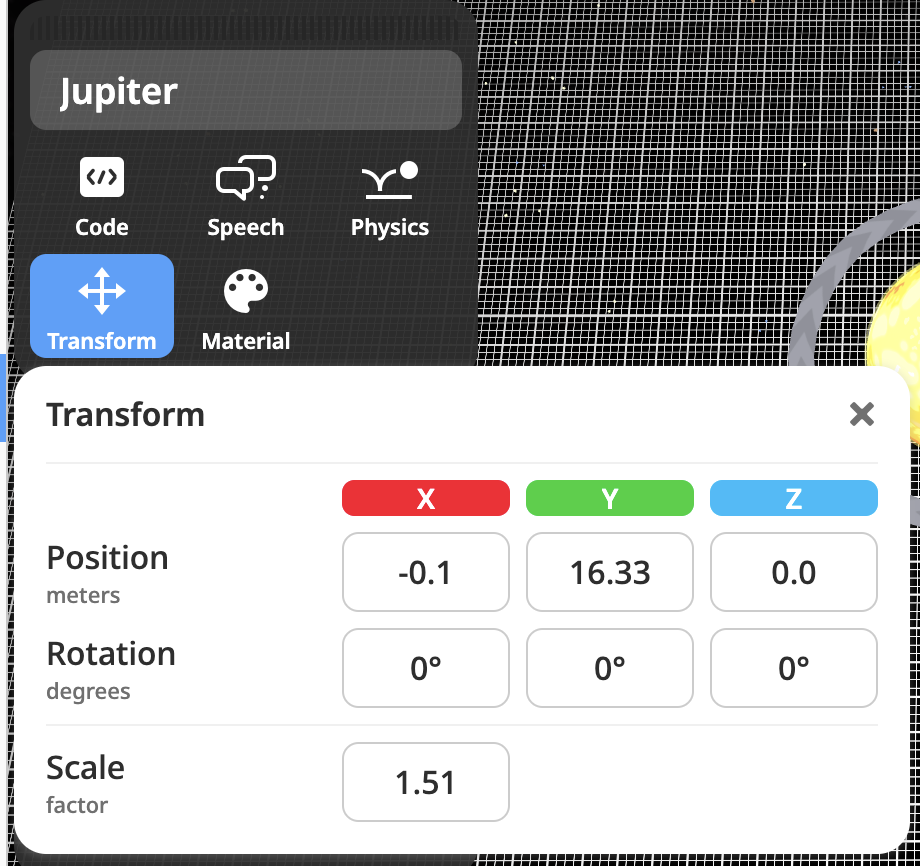 Jupiter
Code Speech Physics
Transform Material
Transform
X Y Z
Position
meters
-0.1 16.33 0.0
Rotation
degrees
0° 0° 0°
Scale
factor
1.51